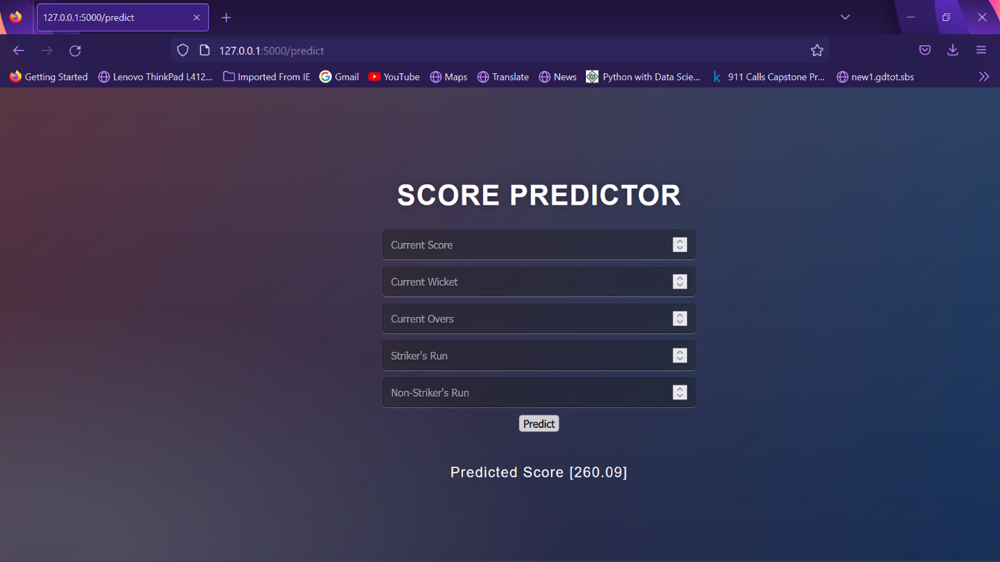 127.0.0.1:5000/predict
127.0.0.1:5000/predict
Getting Started Lenovo ThinkPad L412... Imported From IE Gmail YouTube Maps Translate News Python with Data Scie... 911 Calls Capstone Pr... new1.gdtot.sbs
SCORE PREDICTOR
Current Score
Current Wicket
Current Overs
Striker's Run
Non-Striker's Run
Predict
Predicted Score [260.09]